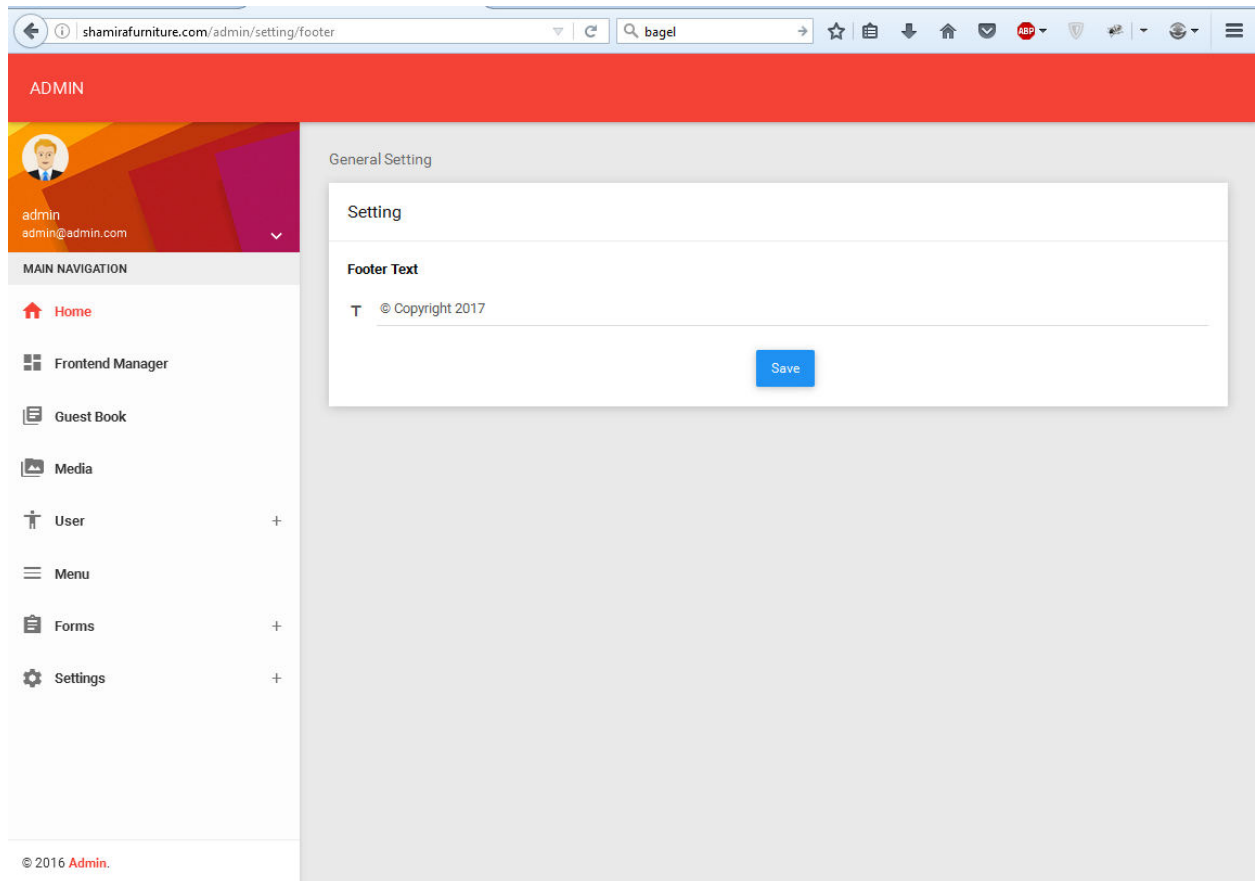 shamirafurniture.com/admin/setting/footer
bagel
ABP
ADMIN
admin
admin@admin.com
MAIN NAVIGATION
Home
Frontend Manager
Guest Book
Media
User +
Menu
Forms +
Settings +
© 2016 Admin.
General Setting
Setting
Footer Text
© Copyright 2017
Save